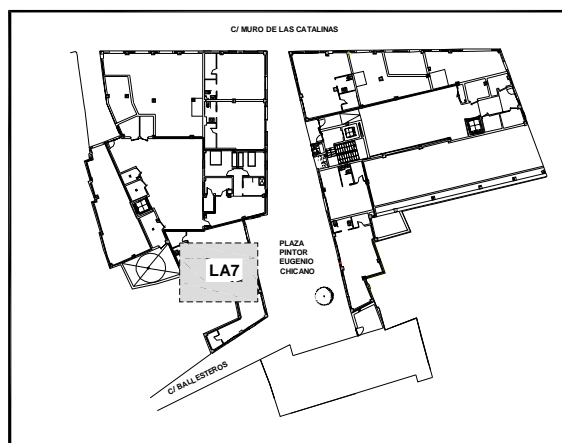 C/ MURO DE LAS CATALINAS
PLAZA
PINTOR
EUGENIO
CHICANO
LA7
C/ BALLESTEROS